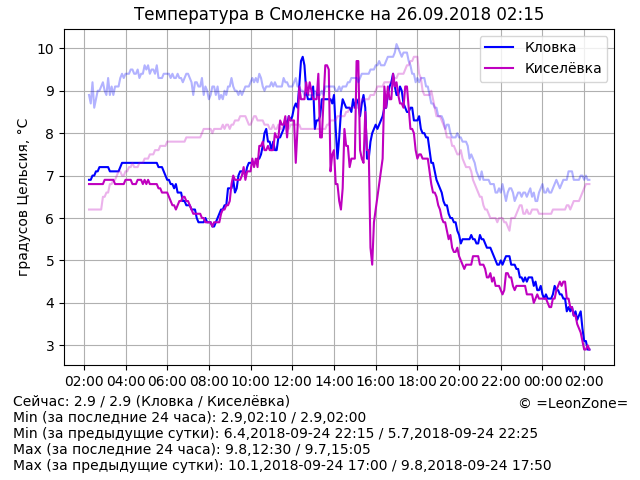 Температура в Смоленске на 26.09.2018 02:15
градусов Цельсия, °C
10
9
8
7
6
5
4
3
Кловка
Киселёвка
02:00 04:00 06:00 08:00 10:00 12:00 14:00 16:00 18:00 20:00 22:00 00:00 02:00
Сейчас: 2.9 / 2.9 (Кловка / Киселёвка)
© =LeonZone=
Min (за последние 24 часа): 2.9,02:10 / 2.9,02:00
Min (за предыдущие сутки): 6.4,2018-09-24 22:15 / 5.7,2018-09-24 22:25
Max (за последние 24 часа): 9.8,12:30 / 9.7,15:05
Max (за предыдущие сутки): 10.1,2018-09-24 17:00 / 9.8,2018-09-24 17:50